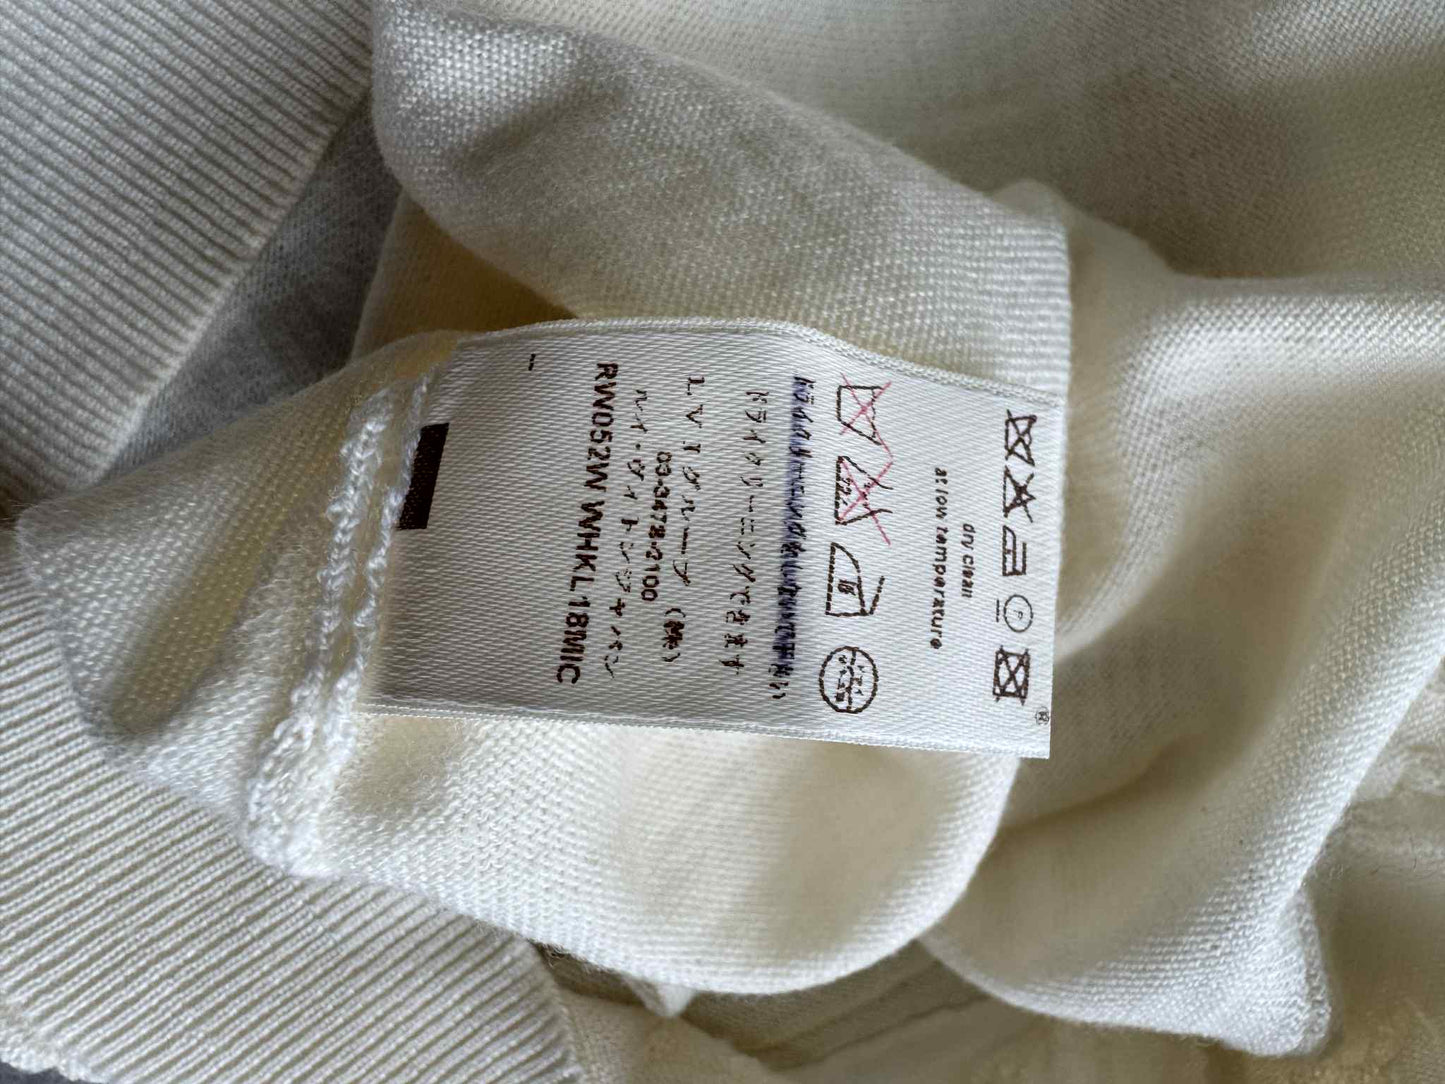 ®
P
dry clean
at low temperature
ドライクリーニングできます
LVJグループ(株)
03-3478-2100
ルイ・ヴィトンジャパン
RW052W WHKL 18MIC